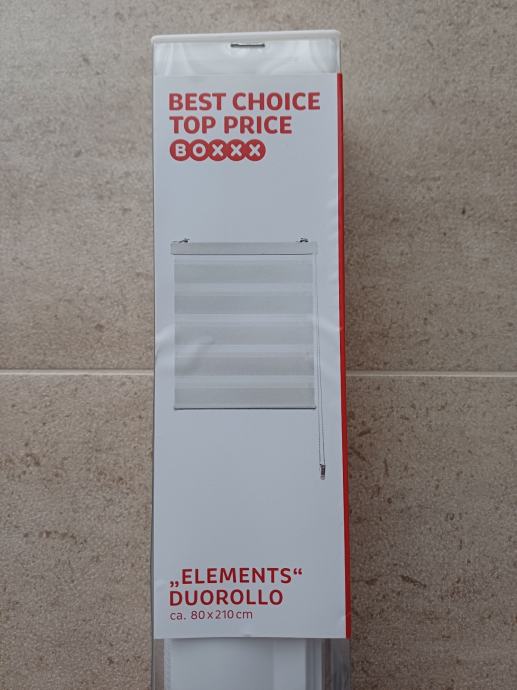 BEST CHOICE
TOP PRICE
BOXXX
„ELEMENTS“
DUOROLLO
ca. 80x210cm